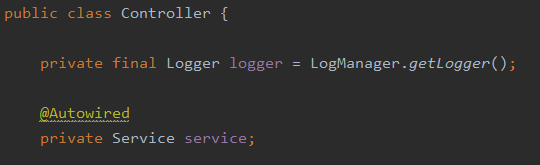 public class Controller {
private final Logger logger = LogManager.getLogger();
@Autowired
private Service service;